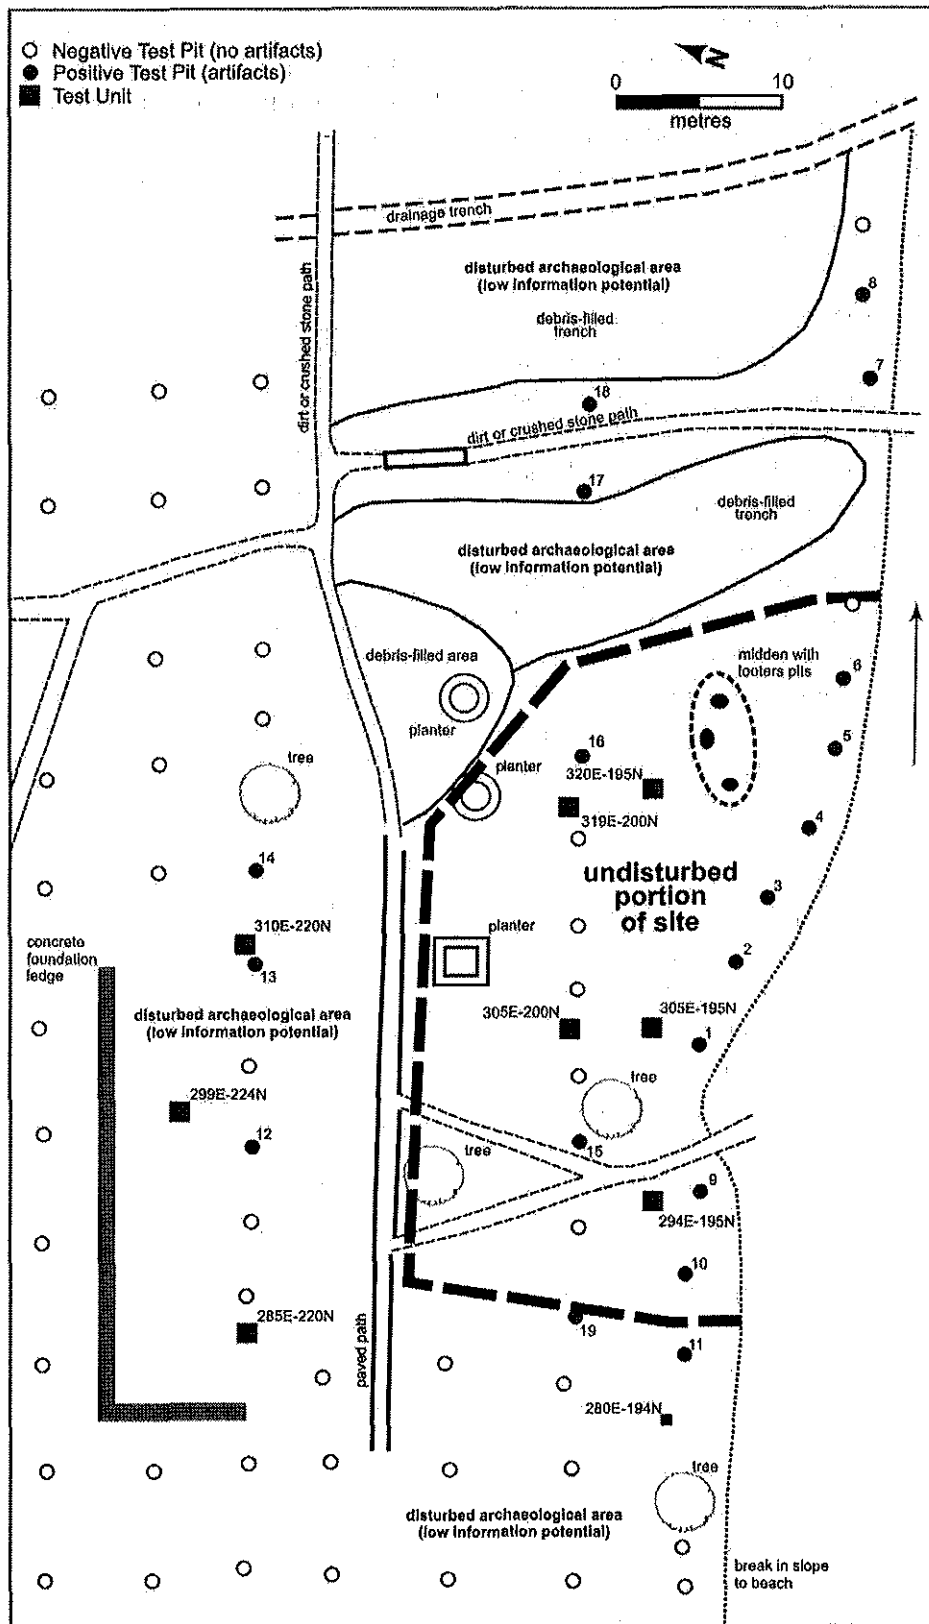 Negative Test Pit (no artifacts)
Positive Test Pit (artifacts)
Test Unit
N
0 10
metres
drainage trench
dirt or crushed stone path
disturbed archaeological area
(low information potential)
debris-filled
trench
8
7
18
dirt or crushed stone path
17
debris-filled
trench
disturbed archaeological area
(low information potential)
debris-filled area
planter
midden with
looters pits
6
5
16
planter
320E-195N
319E-200N
tree
4
14
undisturbed
portion
of site
3
310E-220N
concrete
foundation
fedge
13
planter
2
disturbed archaeological area
(low information potential)
305E-200N
305E-195N
1
tree
299E-224N
12
tree
15
9
294E-195N
10
285E-220N
19
11
paved path
280E-194N
tree
disturbed archaeological area
(low information potential)
break in slope
to beach